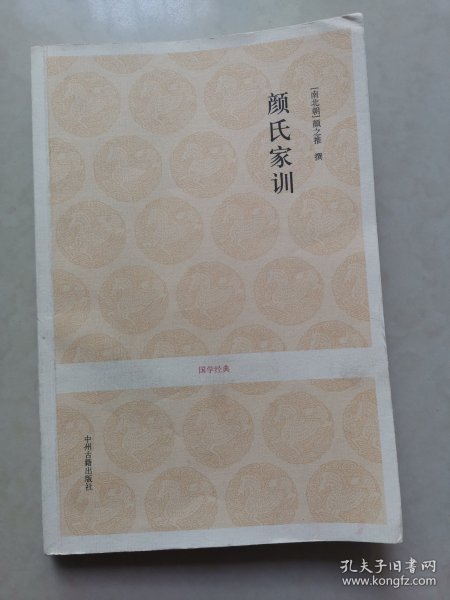 颜氏家训
[南北朝]颜之推 撰
国学经典
中州古籍出版社
孔夫子旧书网
www.kongfz.com